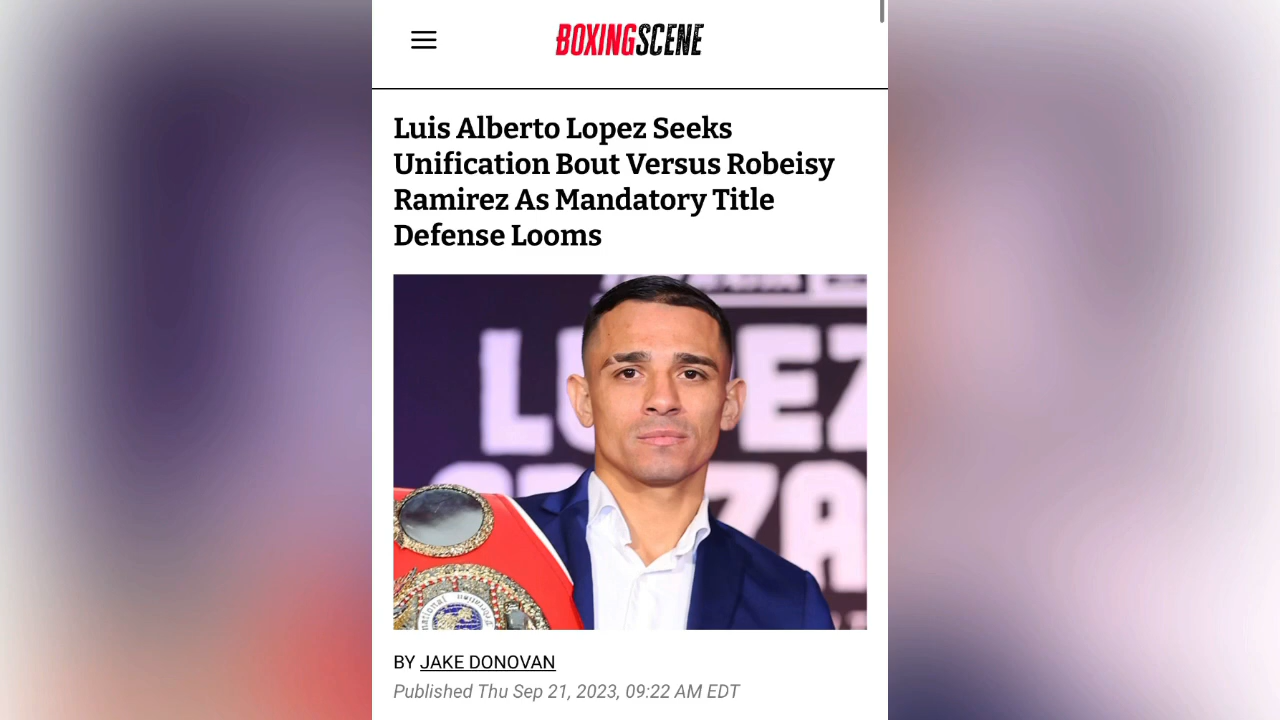 BOXINGSCENE
Luis Alberto Lopez Seeks
Unification Bout Versus Robeisy
Ramirez As Mandatory Title
Defense Looms
BY JAKE DONOVAN
Published Thu Sep 21, 2023, 09:22 AM EDT